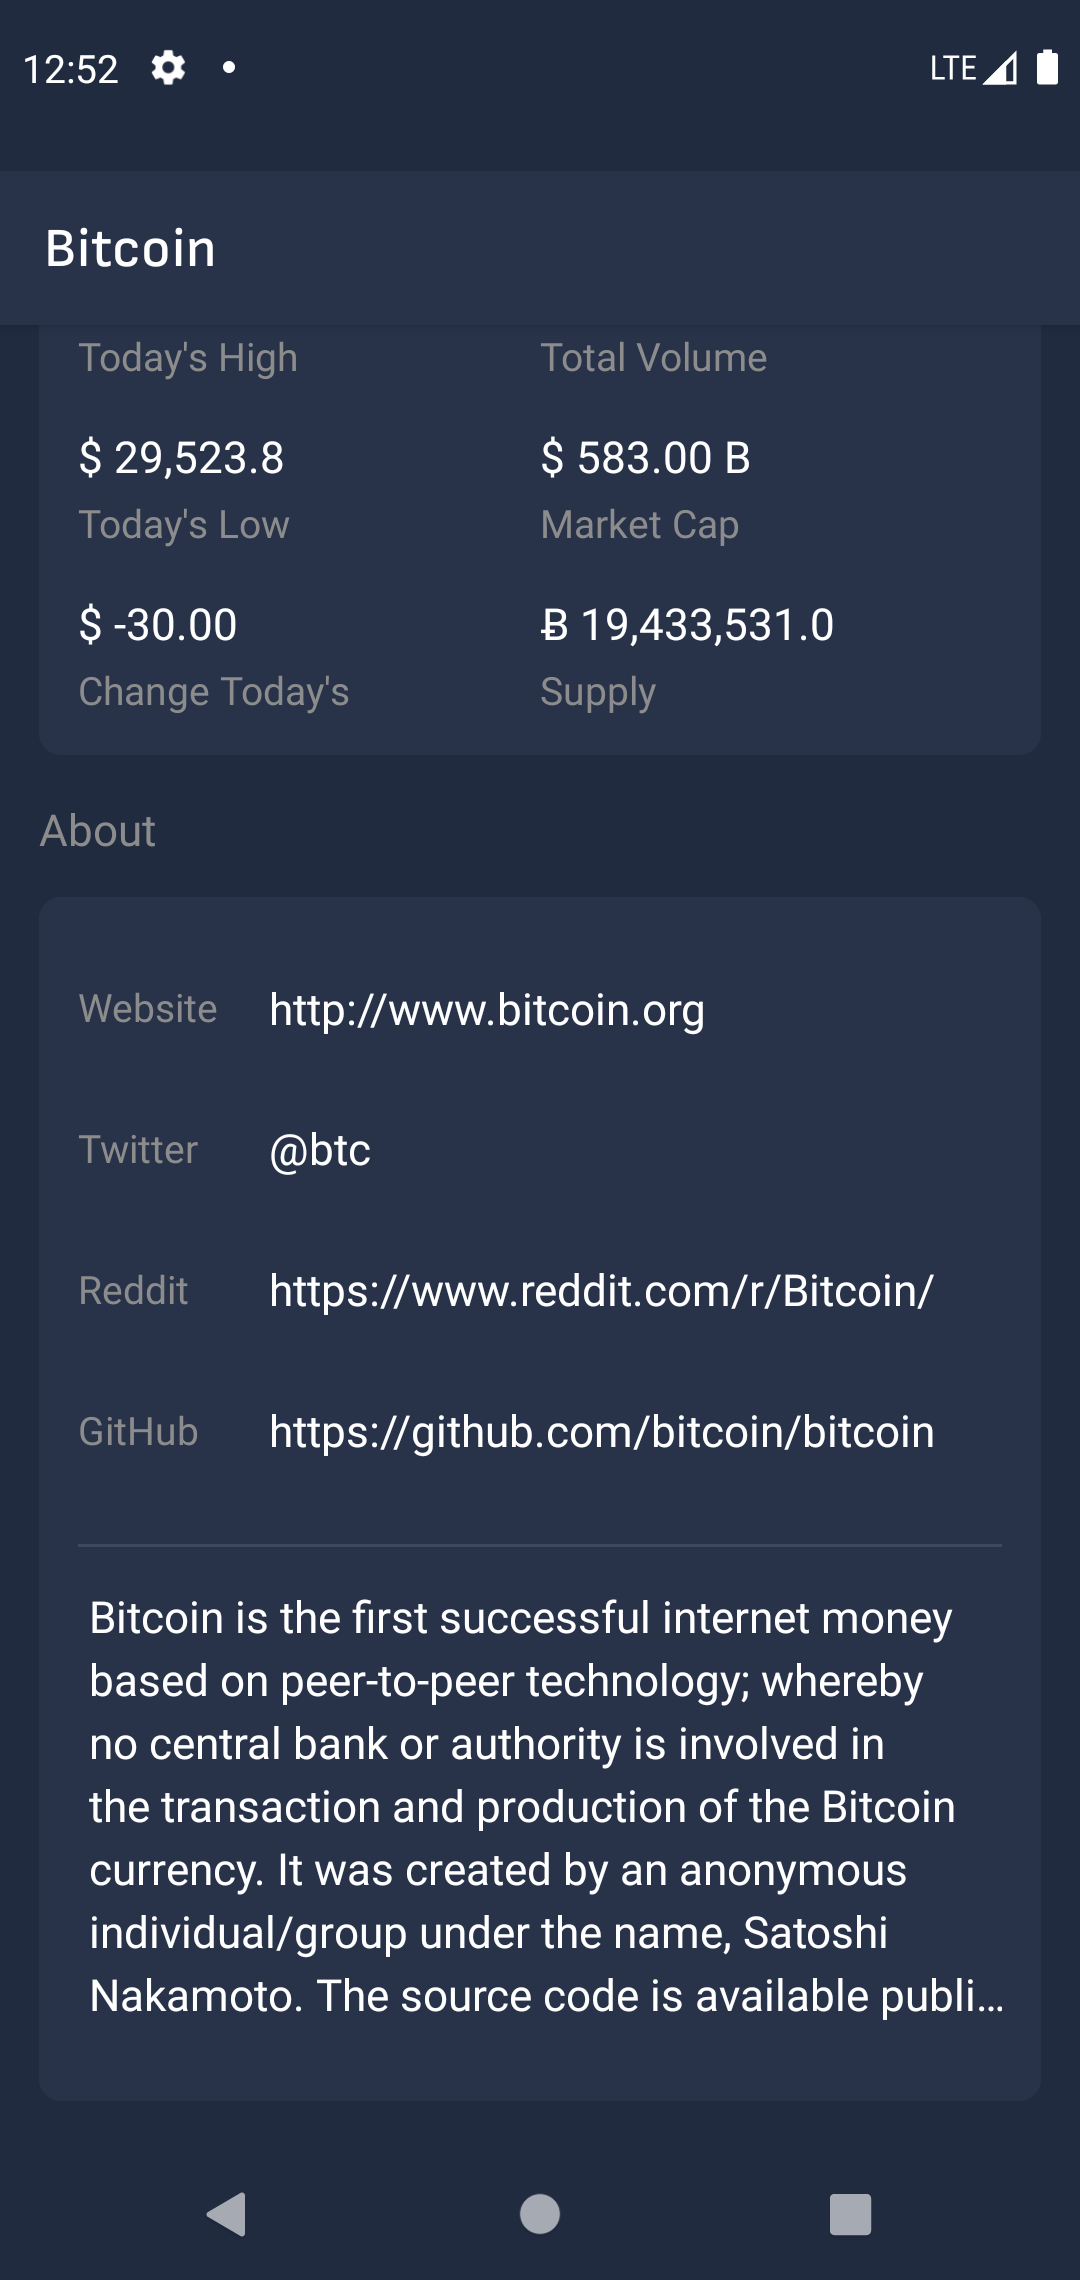 12:52 LTE
Bitcoin
Today's High Total Volume
$ 29,523.8 $ 583.00 B
Today's Low Market Cap
$ -30.00 Ƀ 19,433,531.0
Change Today's Supply
About
Website http://www.bitcoin.org
Twitter @btc
Reddit https://www.reddit.com/r/Bitcoin/
GitHub https://github.com/bitcoin/bitcoin
Bitcoin is the first successful internet money
based on peer-to-peer technology; whereby
no central bank or authority is involved in
the transaction and production of the Bitcoin
currency. It was created by an anonymous
individual/group under the name, Satoshi
Nakamoto. The source code is available publi…